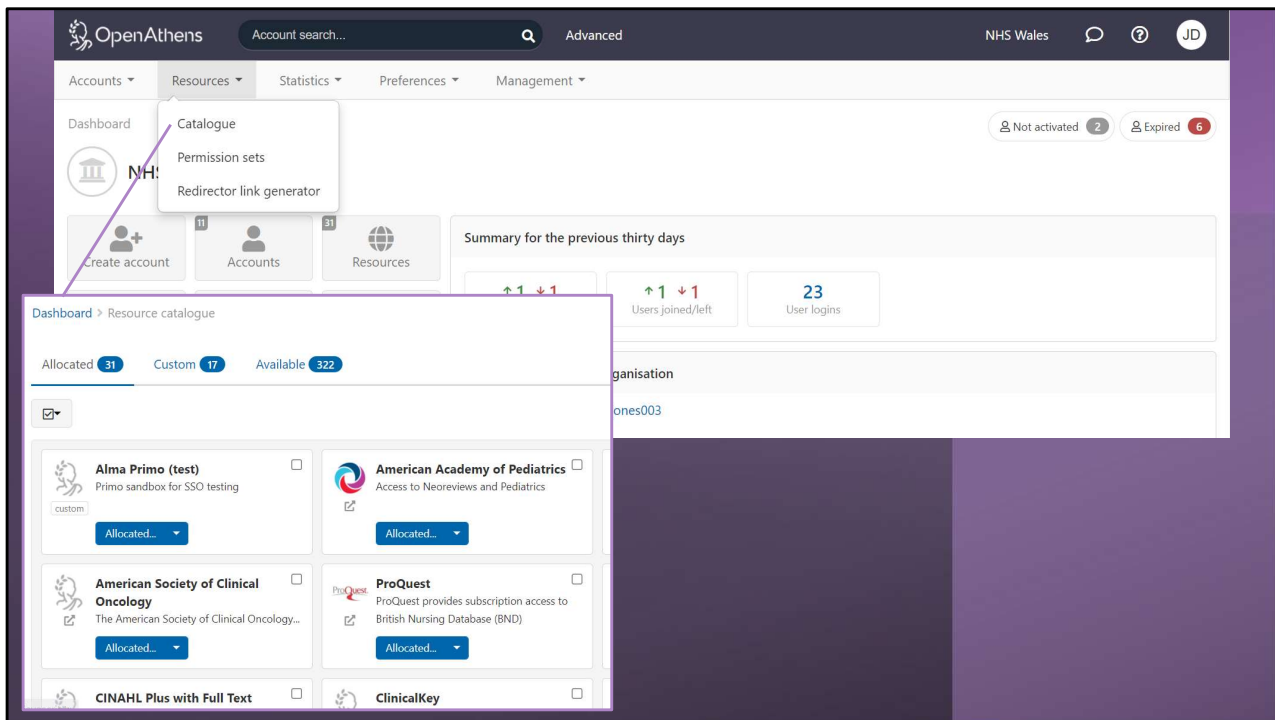 OpenAthens
Account search...
Advanced
NHS Wales
JD
Accounts
Resources
Statistics
Preferences
Management
Dashboard
Catalogue
Permission sets
Redirector link generator
Not activated 2
Expired 6
NHS
Create account
11
Accounts
31
Resources
Summary for the previous thirty days
1 1
1 1
Users joined/left
23
User logins
ganisation
ones003
Dashboard > Resource catalogue
Allocated 31
Custom 17
Available 322
Alma Primo (test)
Primo sandbox for SSO testing
custom
Allocated...
American Academy of Pediatrics
Access to Neoreviews and Pediatrics
Allocated...
American Society of Clinical
Oncology
The American Society of Clinical Oncology...
Allocated...
ProQuest
ProQuest
ProQuest provides subscription access to
British Nursing Database (BND)
Allocated...
CINAHL Plus with Full Text
ClinicalKey